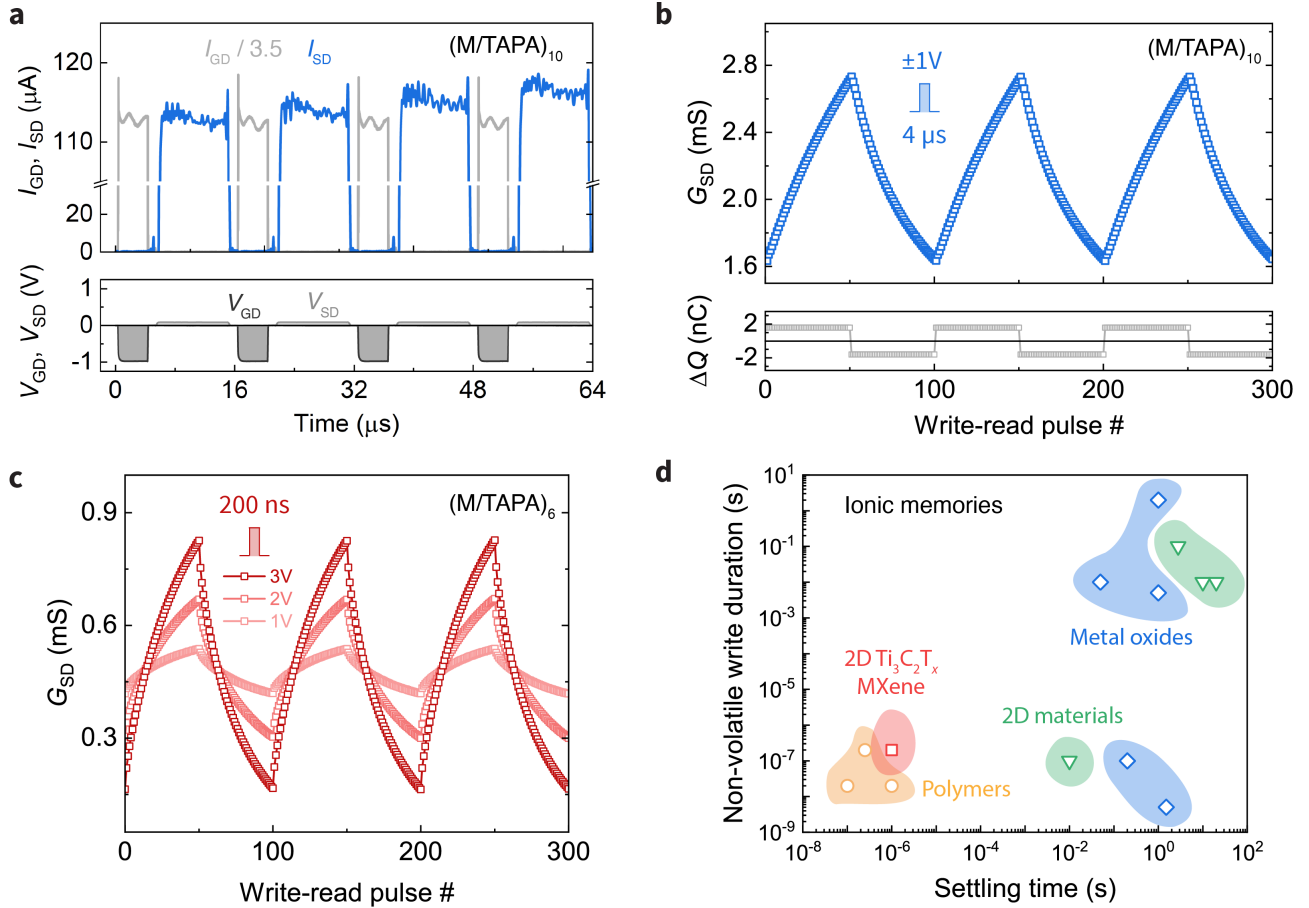 a
I_GD / 3.5 I_SD (M/TAPA)_10
I_GD, I_SD (μA)
120
110
20
0
V_GD, V_SD (V)
1
0
-1
V_GD V_SD
0 16 32 48 64
Time (μs)
b
(M/TAPA)_10
±1V
4 μs
G_SD (mS)
2.8
2.4
2.0
1.6
ΔQ (nC)
2
-2
0 100 200 300
Write-read pulse #
c
200 ns (M/TAPA)_6
3V
2V
1V
G_SD (mS)
0.9
0.6
0.3
0 100 200 300
Write-read pulse #
d
Ionic memories
Non-volatile write duration (s)
10^1
10^-1
10^-3
10^-5
10^-7
10^-9
Metal oxides
2D Ti_3C_2T_x
MXene
2D materials
Polymers
10^-8 10^-6 10^-4 10^-2 10^0 10^2
Settling time (s)